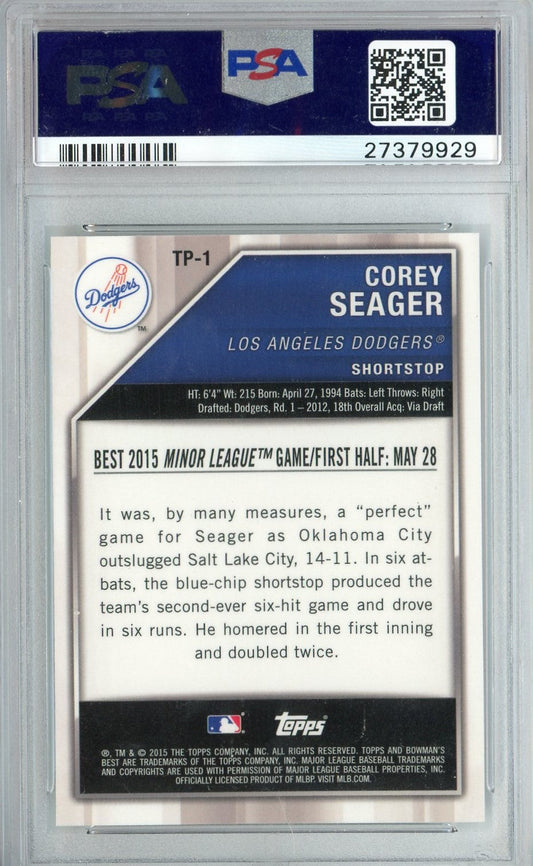 PSA
PSA
27379929
TP-1
Dodgers
TM
COREY
SEAGER
LOS ANGELES DODGERS®
SHORTSTOP
HT: 6'4" Wt: 215 Born: April 27, 1994 Bats: Left Throws: Right
Drafted: Dodgers, Rd. 1 – 2012, 18th Overall Acq: Via Draft
BEST 2015 MINOR LEAGUE™ GAME/FIRST HALF: MAY 28
It was, by many measures, a “perfect”
game for Seager as Oklahoma City
outslugged Salt Lake City, 14-11. In six at-
bats, the blue-chip shortstop produced the
team’s second-ever six-hit game and drove
in six runs. He homered in the first inning
and doubled twice.
Topps
®, TM & © 2015 THE TOPPS COMPANY, INC. ALL RIGHTS RESERVED. TOPPS AND BOWMAN'S
BEST ARE TRADEMARKS OF THE TOPPS COMPANY, INC. MAJOR LEAGUE BASEBALL TRADEMARKS
AND COPYRIGHTS ARE USED WITH PERMISSION OF MAJOR LEAGUE BASEBALL PROPERTIES, INC.
OFFICIALLY LICENSED PRODUCT OF MLBP. VISIT MLB.COM.